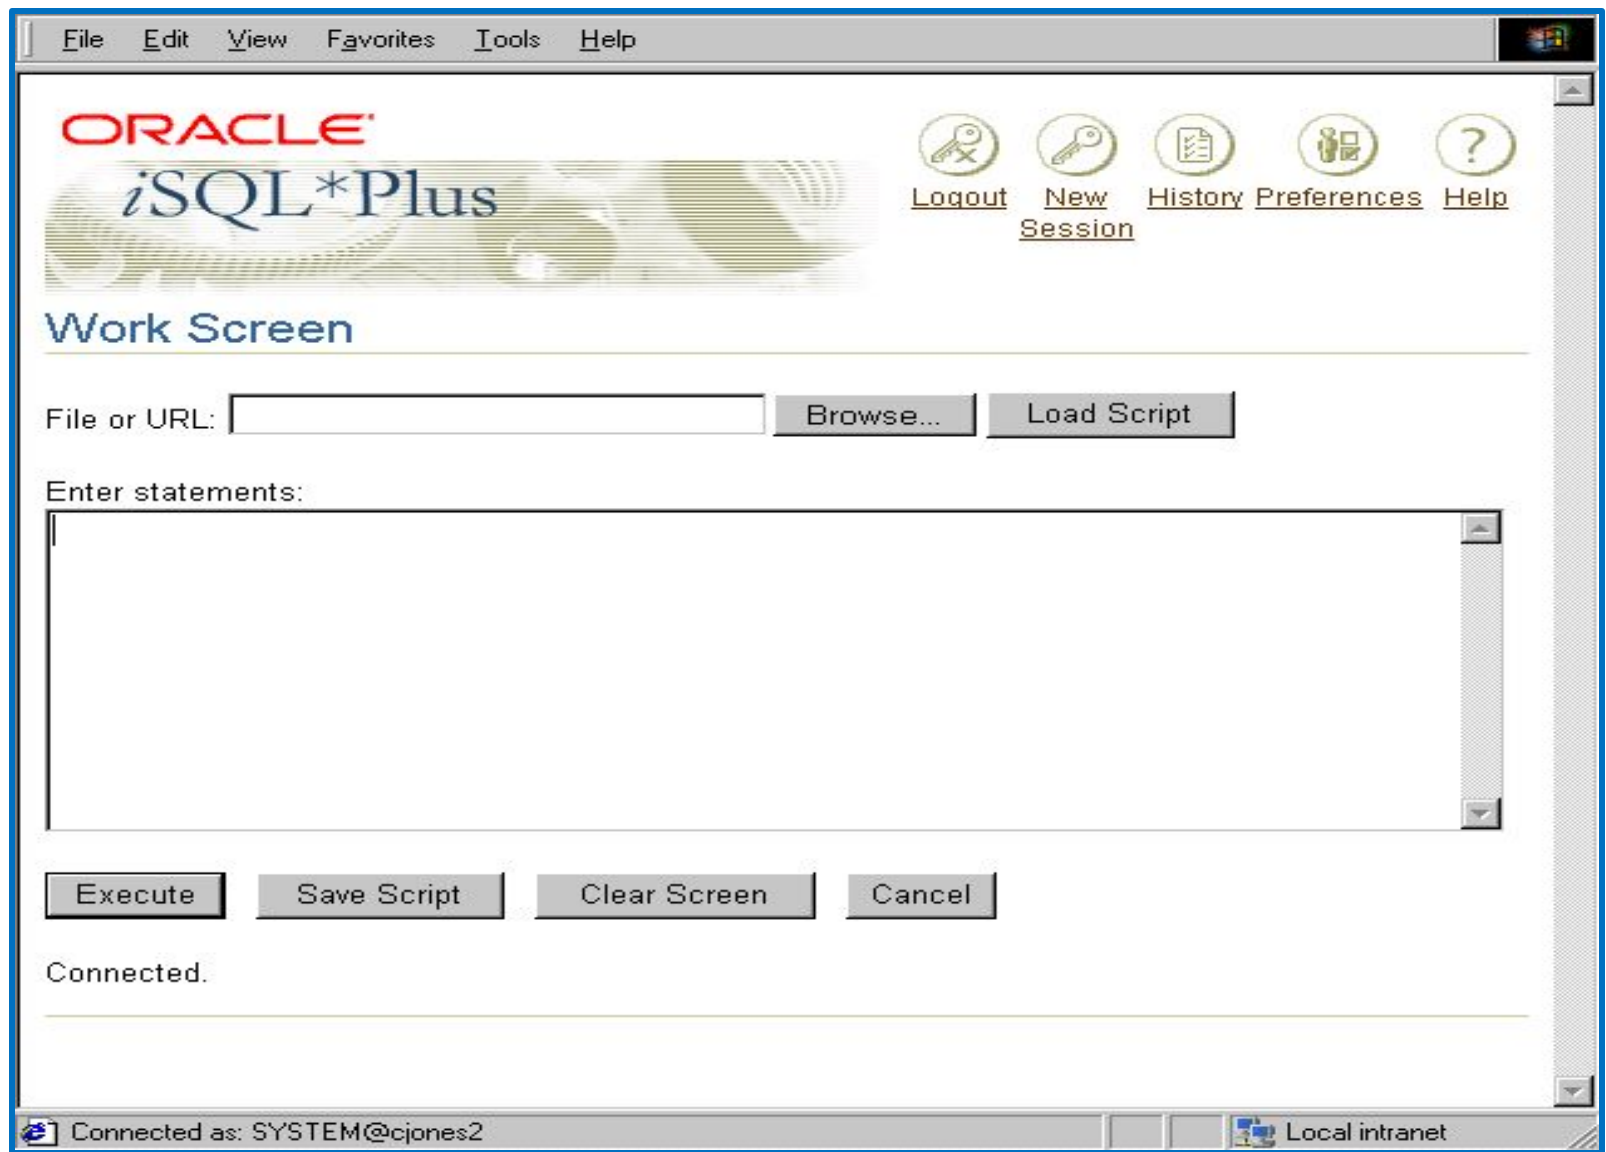 File Edit View Favorites Tools Help
ORACLE
iSQL*Plus
Logout New Session History Preferences ? Help
Work Screen
File or URL: Browse... Load Script
Enter statements:
Execute Save Script Clear Screen Cancel
Connected.
Connected as: SYSTEM@cjones2 Local intranet